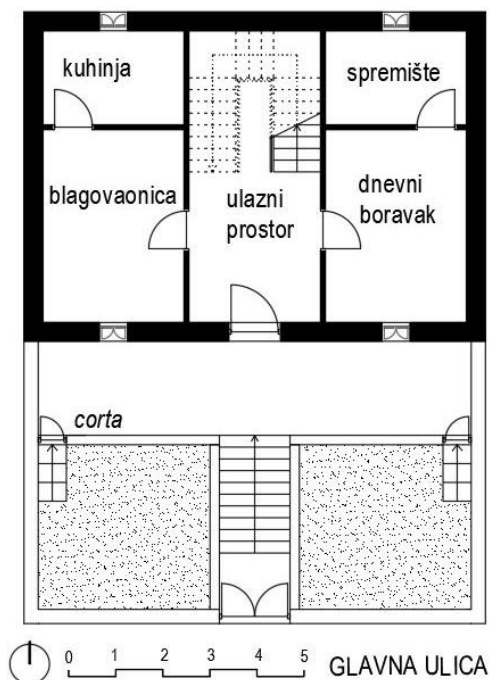 kuhinja
spremište
blagovaonica
ulazni
prostor
dnevni
boravak
corta
0 1 2 3 4 5
GLAVNA ULICA